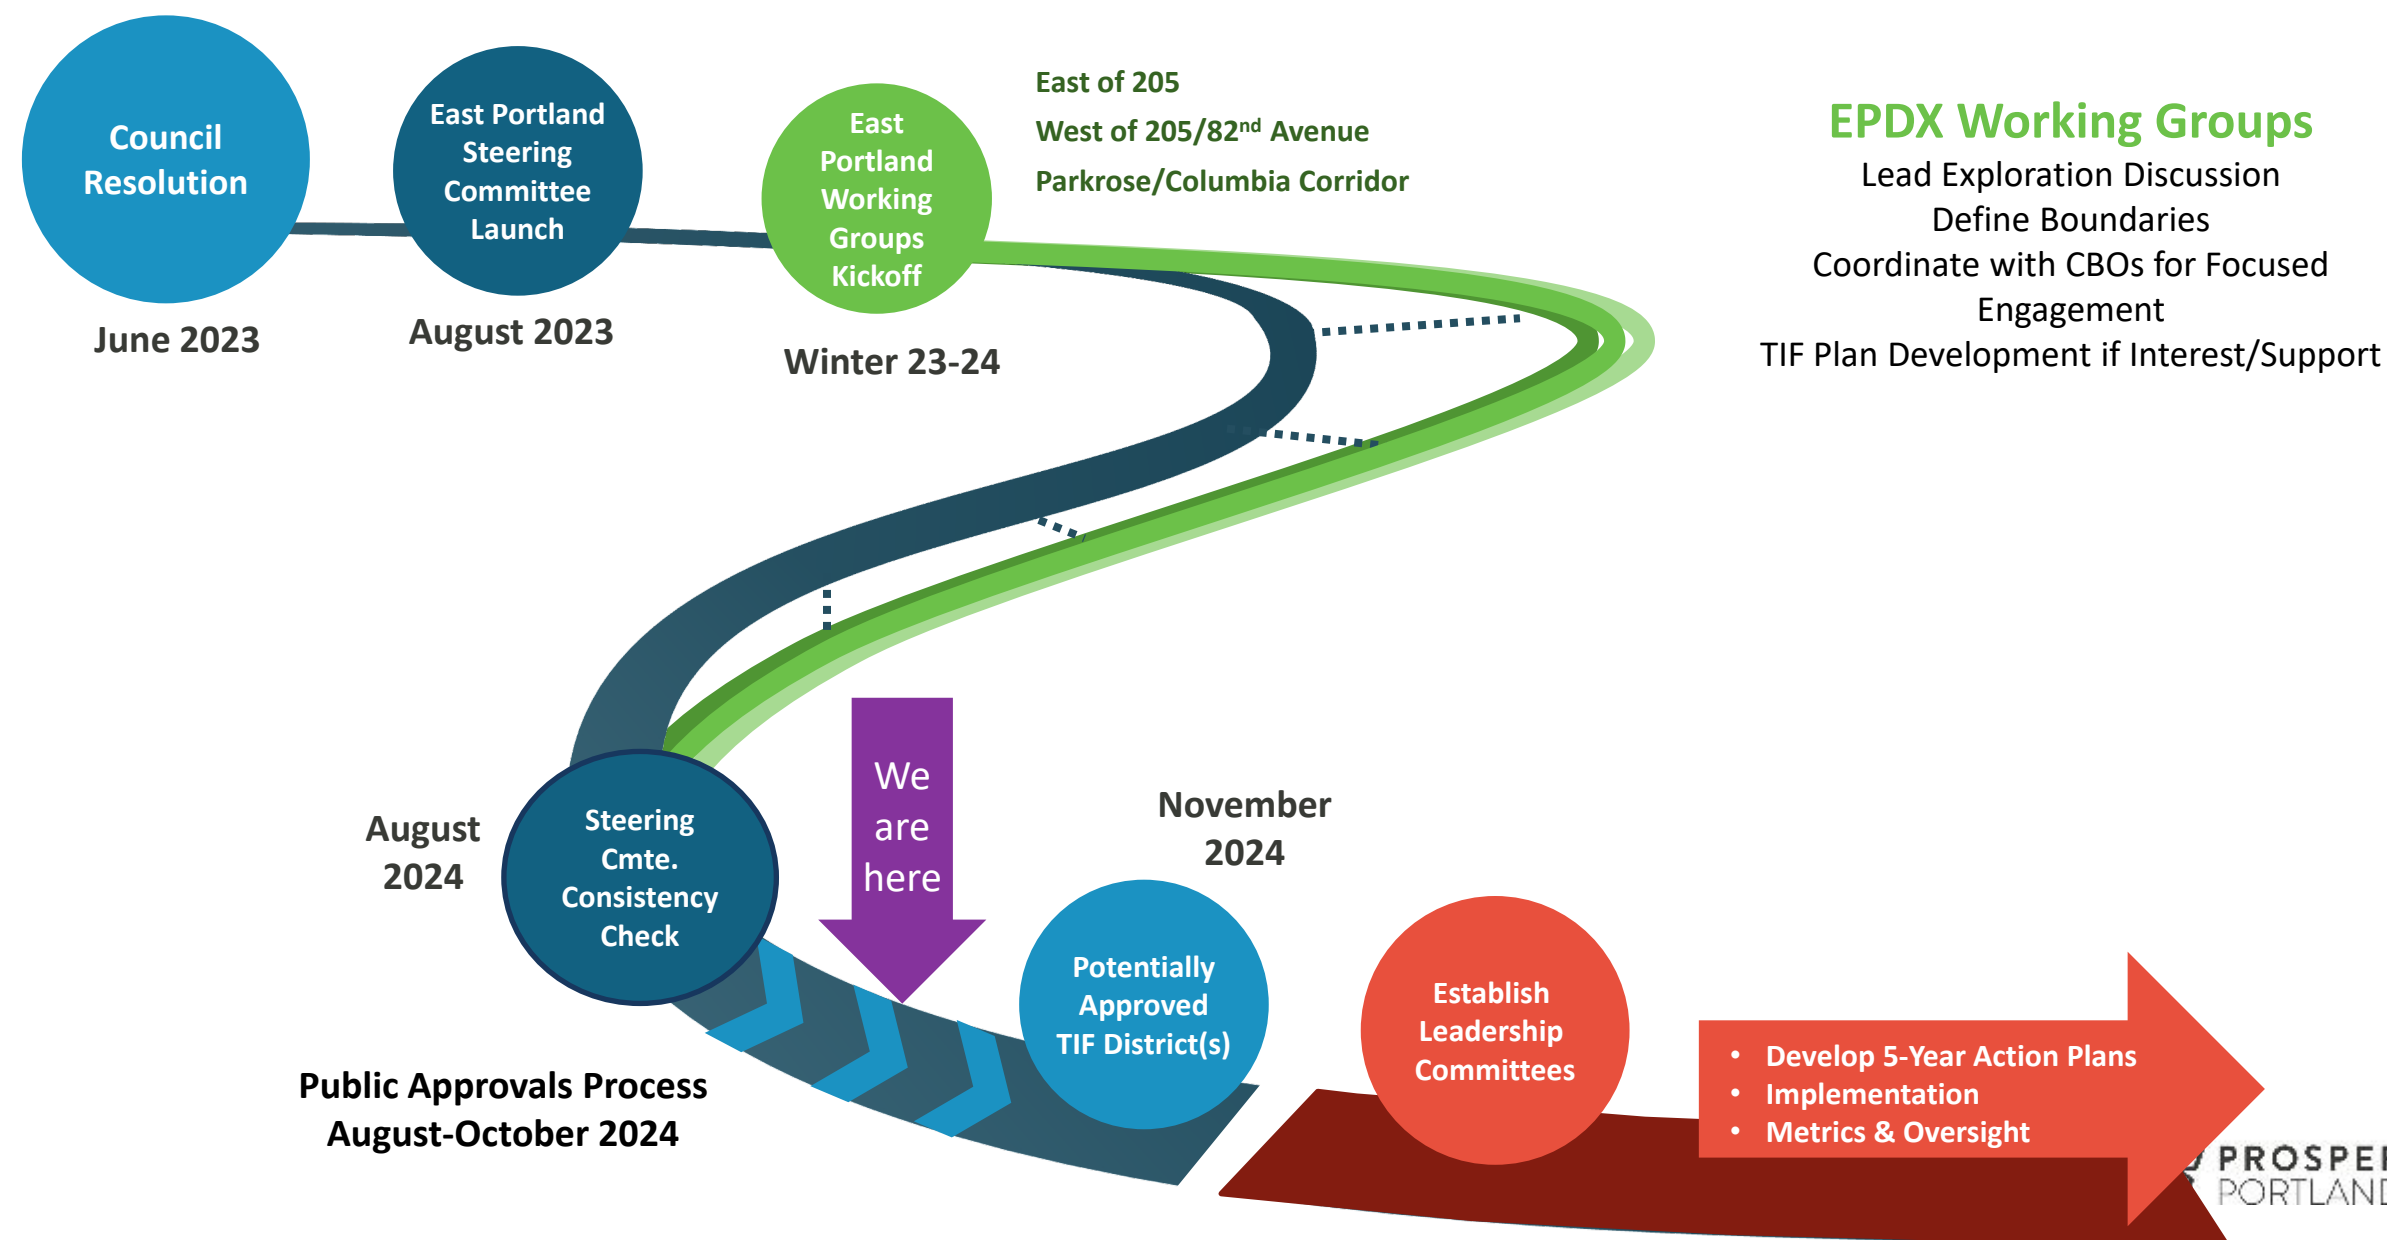 Council
Resolution
June 2023
East Portland
Steering
Committee
Launch
August 2023
East
Portland
Working
Groups
Kickoff
Winter 23-24
East of 205
West of 205/82nd Avenue
Parkrose/Columbia Corridor
EPDX Working Groups
Lead Exploration Discussion
Define Boundaries
Coordinate with CBOs for Focused
Engagement
TIF Plan Development if Interest/Support
August
2024
Steering
Cmte.
Consistency
Check
We
are
here
Public Approvals Process
August-October 2024
November
2024
Potentially
Approved
TIF District(s)
Establish
Leadership
Committees
• Develop 5-Year Action Plans
• Implementation
• Metrics & Oversight
PROSPER
PORTLAND